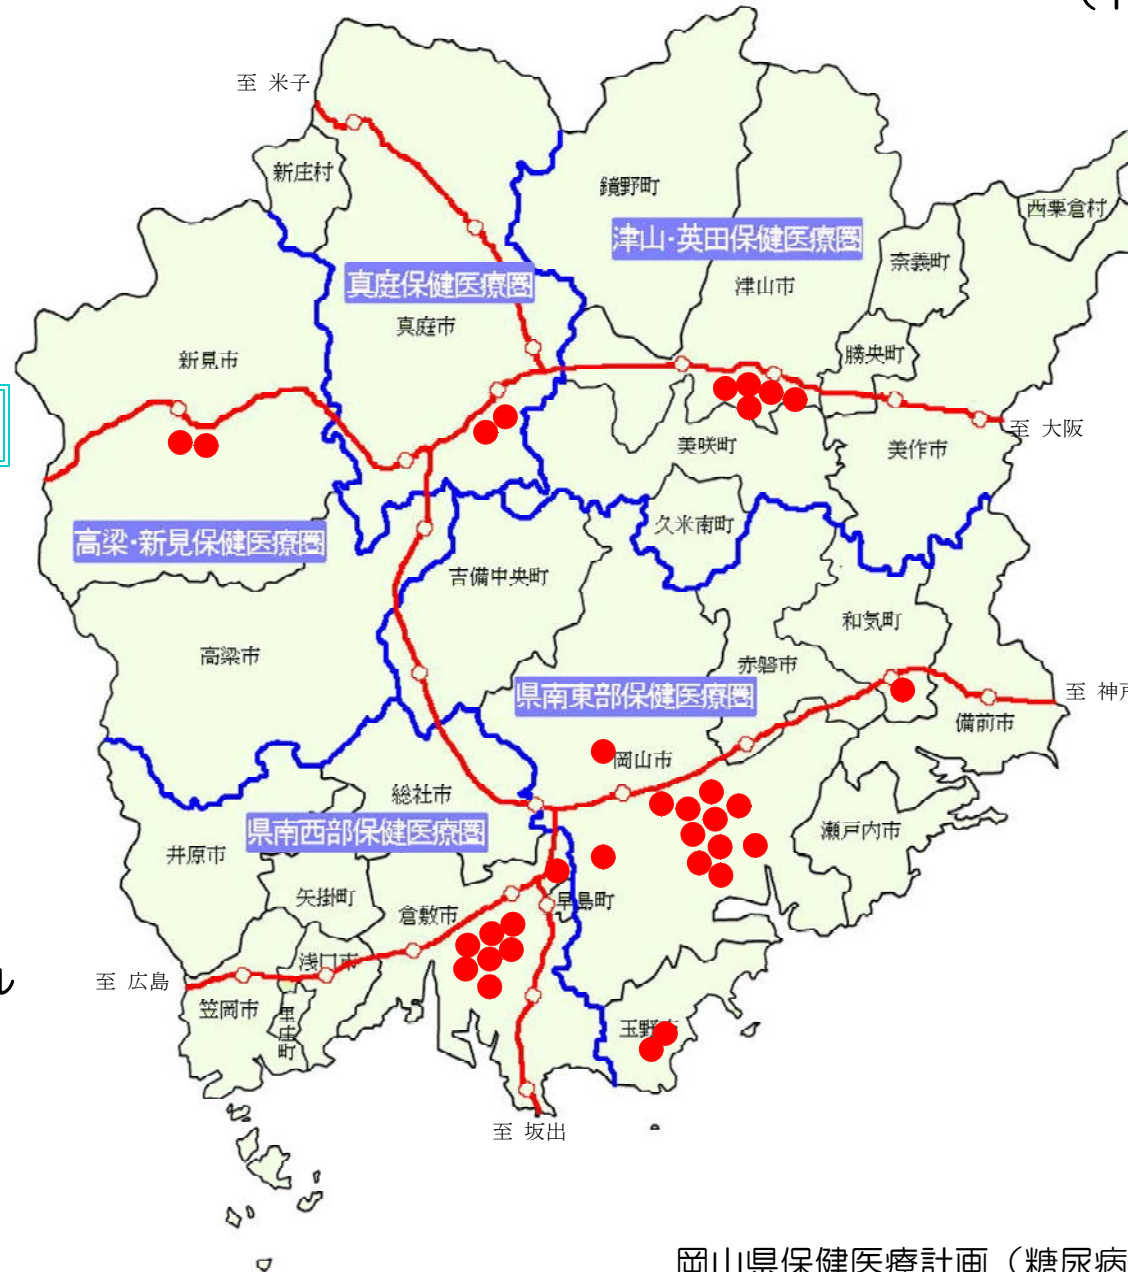 至 米子
新庄村
鏡野町
西粟倉村
津山・英田保健医療圏
奈義町
真庭保健医療圏
津山市
真庭市
勝央町
新見市
至 大阪
美咲町
美作市
久米南町
高梁・新見保健医療圏
吉備中央町
和気町
高梁市
赤磐市
県南東部保健医療圏
至 神戸
備前市
岡山市
総社市
県南西部保健医療圏
瀬戸内市
井原市
矢掛町
早島町
倉敷市
浅口市
至 広島
笠岡市
里庄町
玉野市
至 坂出
岡山県保健医療計画（糖尿病